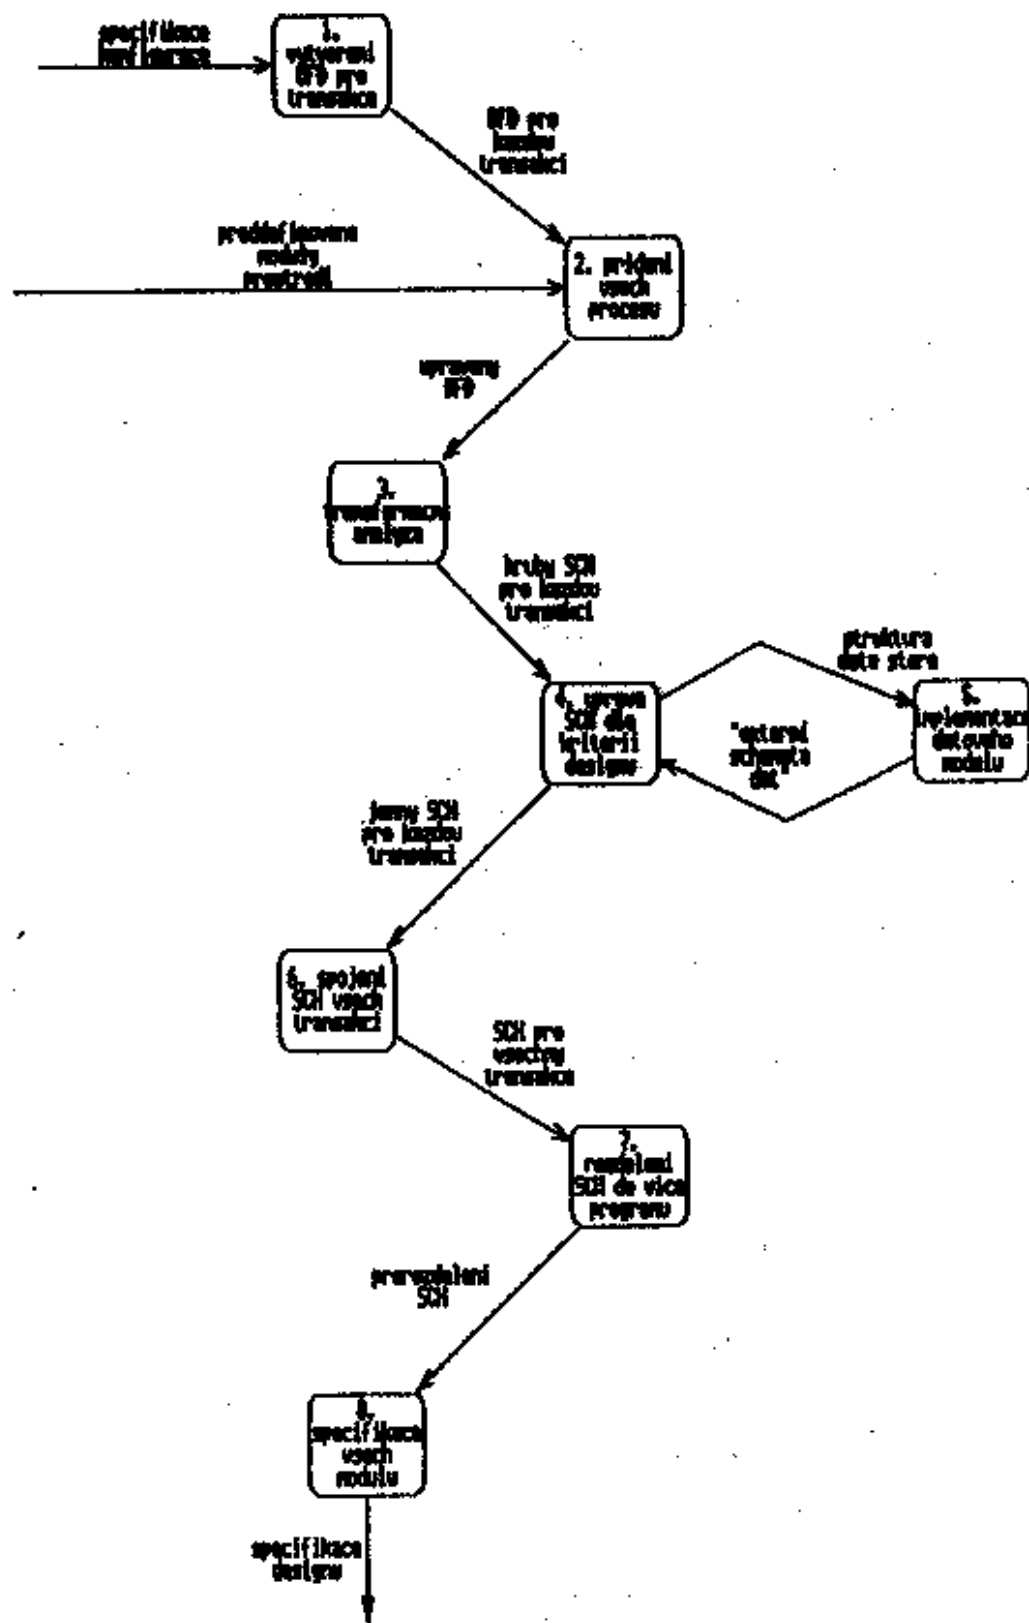 specifikace
1.
vytvoreni
DFD pro
transakce
DFD pro
kazdou
transakci
preddefinovane
moduly
prostredi
2. pridani
vsech
procesu
upraveny
DFD
3.
transformacni
analyza
hruby SCH
pro kazdou
transakci
4. uprava
SCH dle
kriterii
designu
struktura
data store
5.
implementace
datoveho
modelu
"externi
schemata
jemny SCH
pro kazdou
transakci
6. spojeni
SCH vsech
transakci
SCH pro
vsechny
transakce
7.
rozdeleni
SCH do vice
programu
prerozdeleni
SCH
8.
specifikace
vsech
modulu
specifikace
designu